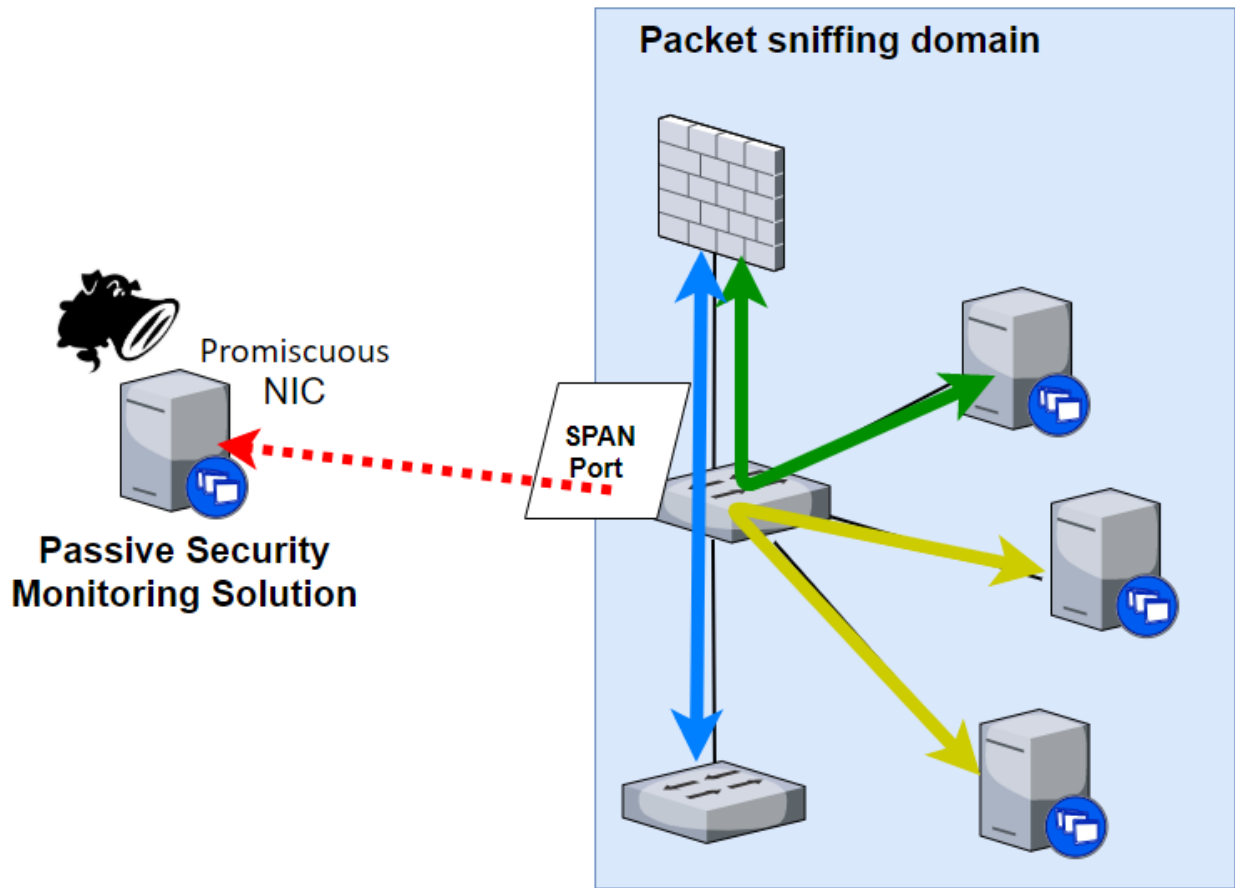 Packet sniffing domain
Promiscuous
NIC
SPAN
Port
Passive Security
Monitoring Solution